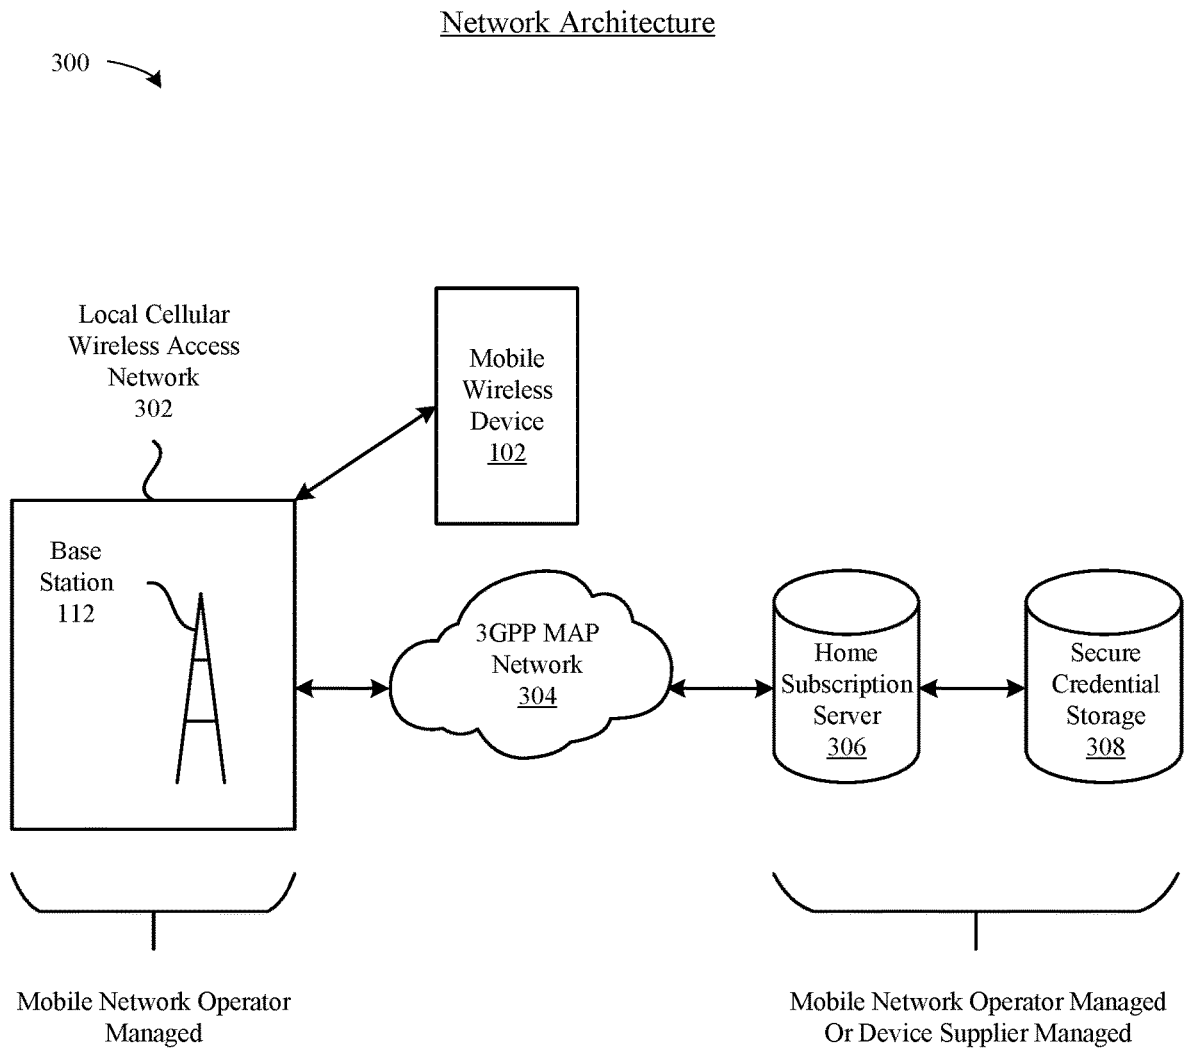 Network Architecture
300
Local Cellular
Wireless Access
Network
302
Mobile
Wireless
Device
102
Base
Station
112
3GPP MAP
Network
304
Home
Subscription
Server
306
Secure
Credential
Storage
308
Mobile Network Operator
Managed
Mobile Network Operator Managed
Or Device Supplier Managed